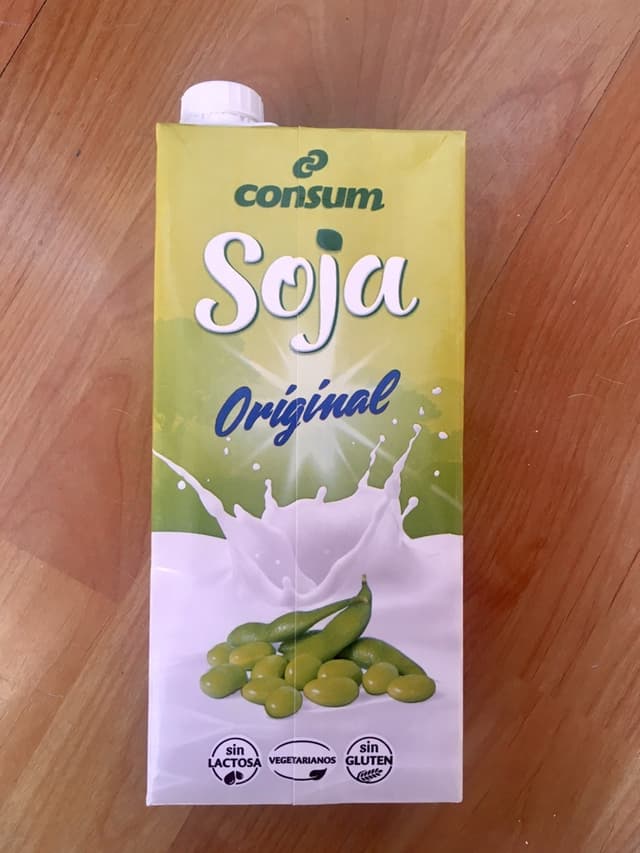 consum
Soja
Original
sin
LACTOSA
VEGETARIANOS
sin
GLUTEN